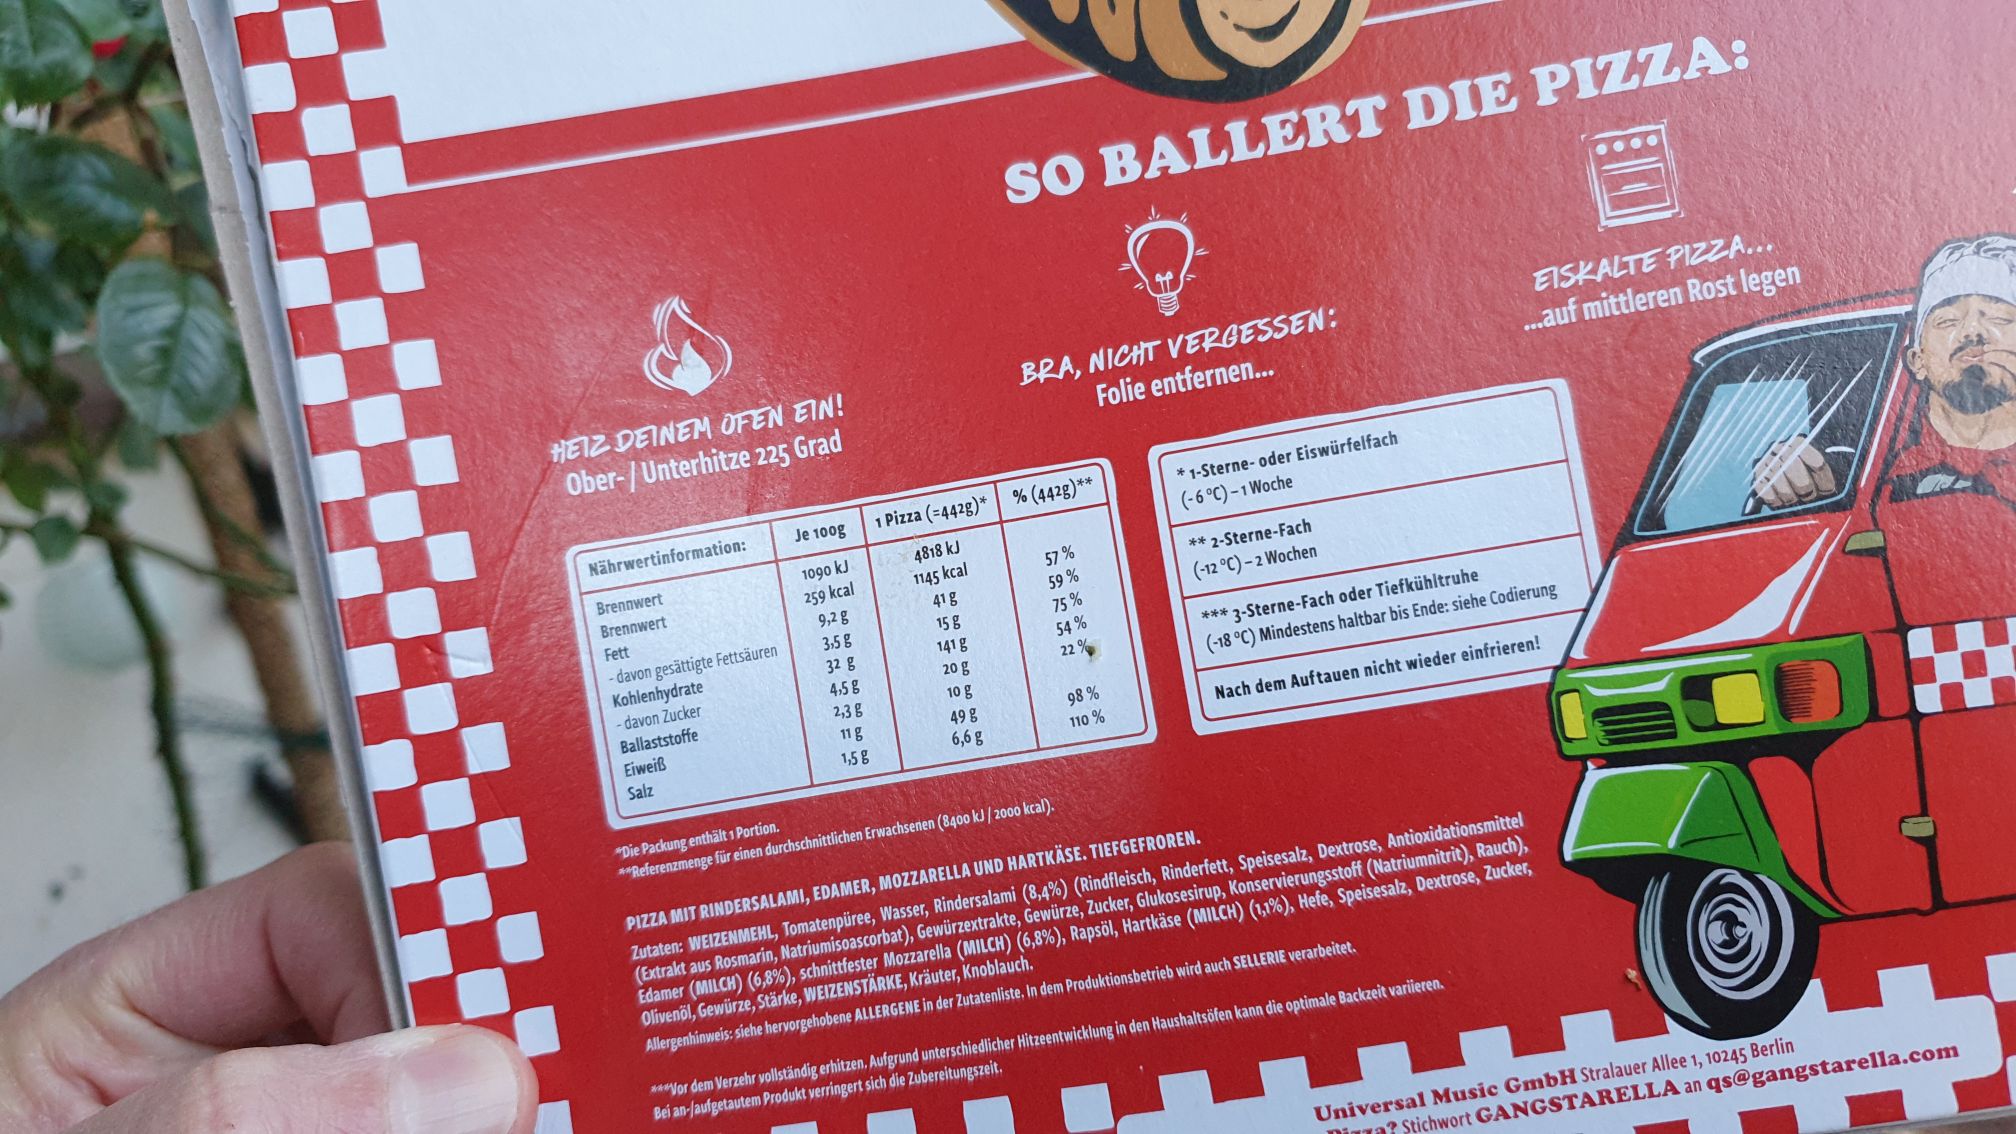 SO BALLERT DIE PIZZA:
HEIZ DEINEM OFEN EIN!
Ober- / Unterhitze 225 Grad
BRA, NICHT VERGESSEN:
Folie entfernen...
EISKALTE PIZZA...
...auf mittleren Rost legen
Nährwertinformation: Je 100g 1 Pizza (=442g)* % (442g)**
Brennwert 1090 kJ 4818 kJ 57 %
Brennwert 259 kcal 1145 kcal 59 %
Fett 9,2 g 41 g 75 %
- davon gesättigte Fettsäuren 3,5 g 15 g 54 %
Kohlenhydrate 32 g 141 g 22 %
- davon Zucker 4,5 g 20 g
Ballaststoffe 2,3 g 10 g
Eiweiß 11 g 49 g 98 %
Salz 1,5 g 6,6 g 110 %
*Die Packung enthält 1 Portion.
**Referenzmenge für einen durchschnittlichen Erwachsenen (8400 kJ / 2000 kcal).
* 1-Sterne- oder Eiswürfelfach
(-6 °C) – 1 Woche
** 2-Sterne-Fach
(-12 °C) – 2 Wochen
*** 3-Sterne-Fach oder Tiefkühltruhe
(-18 °C) Mindestens haltbar bis Ende: siehe Codierung
Nach dem Auftauen nicht wieder einfrieren!
PIZZA MIT RINDERSALAMI, EDAMER, MOZZARELLA UND HARTKÄSE. TIEFGEFROREN.
Zutaten: WEIZENMEHL, Tomatenpüree, Wasser, Rindersalami (8,4%) (Rindfleisch, Rinderfett, Speisesalz, Dextrose, Antioxidationsmittel
(Extrakt aus Rosmarin, Natriumisoascorbat), Gewürzextrakte, Gewürze, Zucker, Glukosesirup, Konservierungsstoff (Natriumnitrit), Rauch),
Edamer (MILCH) (6,8%), schnittfester Mozzarella (MILCH) (6,8%), Rapsöl, Hartkäse (MILCH) (1,1%), Hefe, Speisesalz, Dextrose, Zucker,
Olivenöl, Gewürze, Stärke, WEIZENSTÄRKE, Kräuter, Knoblauch.
Allergenhinweis: siehe hervorgehobene ALLERGENE in der Zutatenliste. In dem Produktionsbetrieb wird auch SELLERIE verarbeitet.
***Vor dem Verzehr vollständig erhitzen. Aufgrund unterschiedlicher Hitzeentwicklung in den Haushaltsöfen kann die optimale Backzeit variieren.
Bei an-/aufgetautem Produkt verringert sich die Zubereitungszeit.
Universal Music GmbH Stralauer Allee 1, 10245 Berlin
Pizza? Stichwort GANGSTARELLA an qs@gangstarella.com